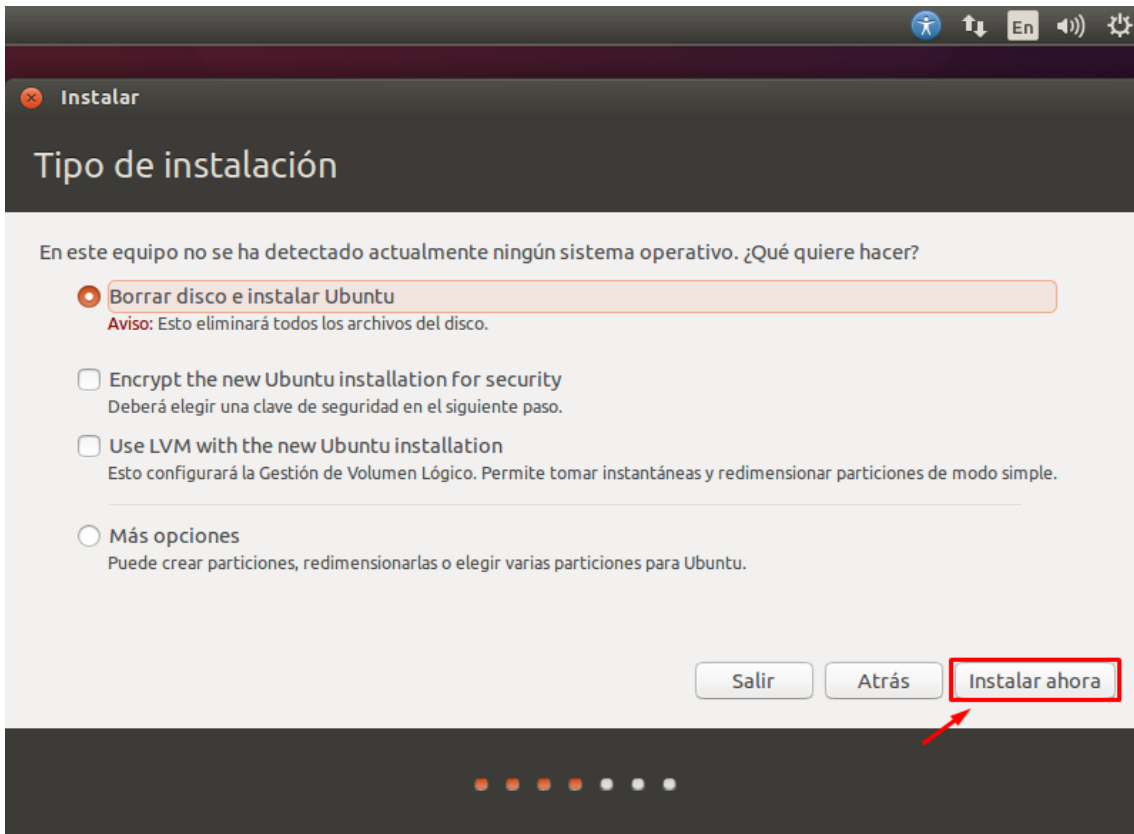 En
Instalar
Tipo de instalación
En este equipo no se ha detectado actualmente ningún sistema operativo. ¿Qué quiere hacer?
Borrar disco e instalar Ubuntu
Aviso: Esto eliminará todos los archivos del disco.
Encrypt the new Ubuntu installation for security
Deberá elegir una clave de seguridad en el siguiente paso.
Use LVM with the new Ubuntu installation
Esto configurará la Gestión de Volumen Lógico. Permite tomar instantáneas y redimensionar particiones de modo simple.
Más opciones
Puede crear particiones, redimensionarlas o elegir varias particiones para Ubuntu.
Salir Atrás Instalar ahora